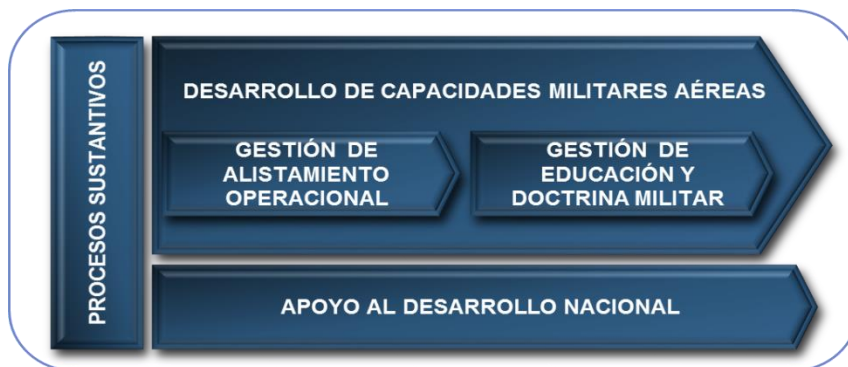 PROCESOS SUSTANTIVOS
DESARROLLO DE CAPACIDADES MILITARES AÉREAS
GESTIÓN DE
ALISTAMIENTO
OPERACIONAL
GESTIÓN DE
EDUCACIÓN Y
DOCTRINA MILITAR
APOYO AL DESARROLLO NACIONAL